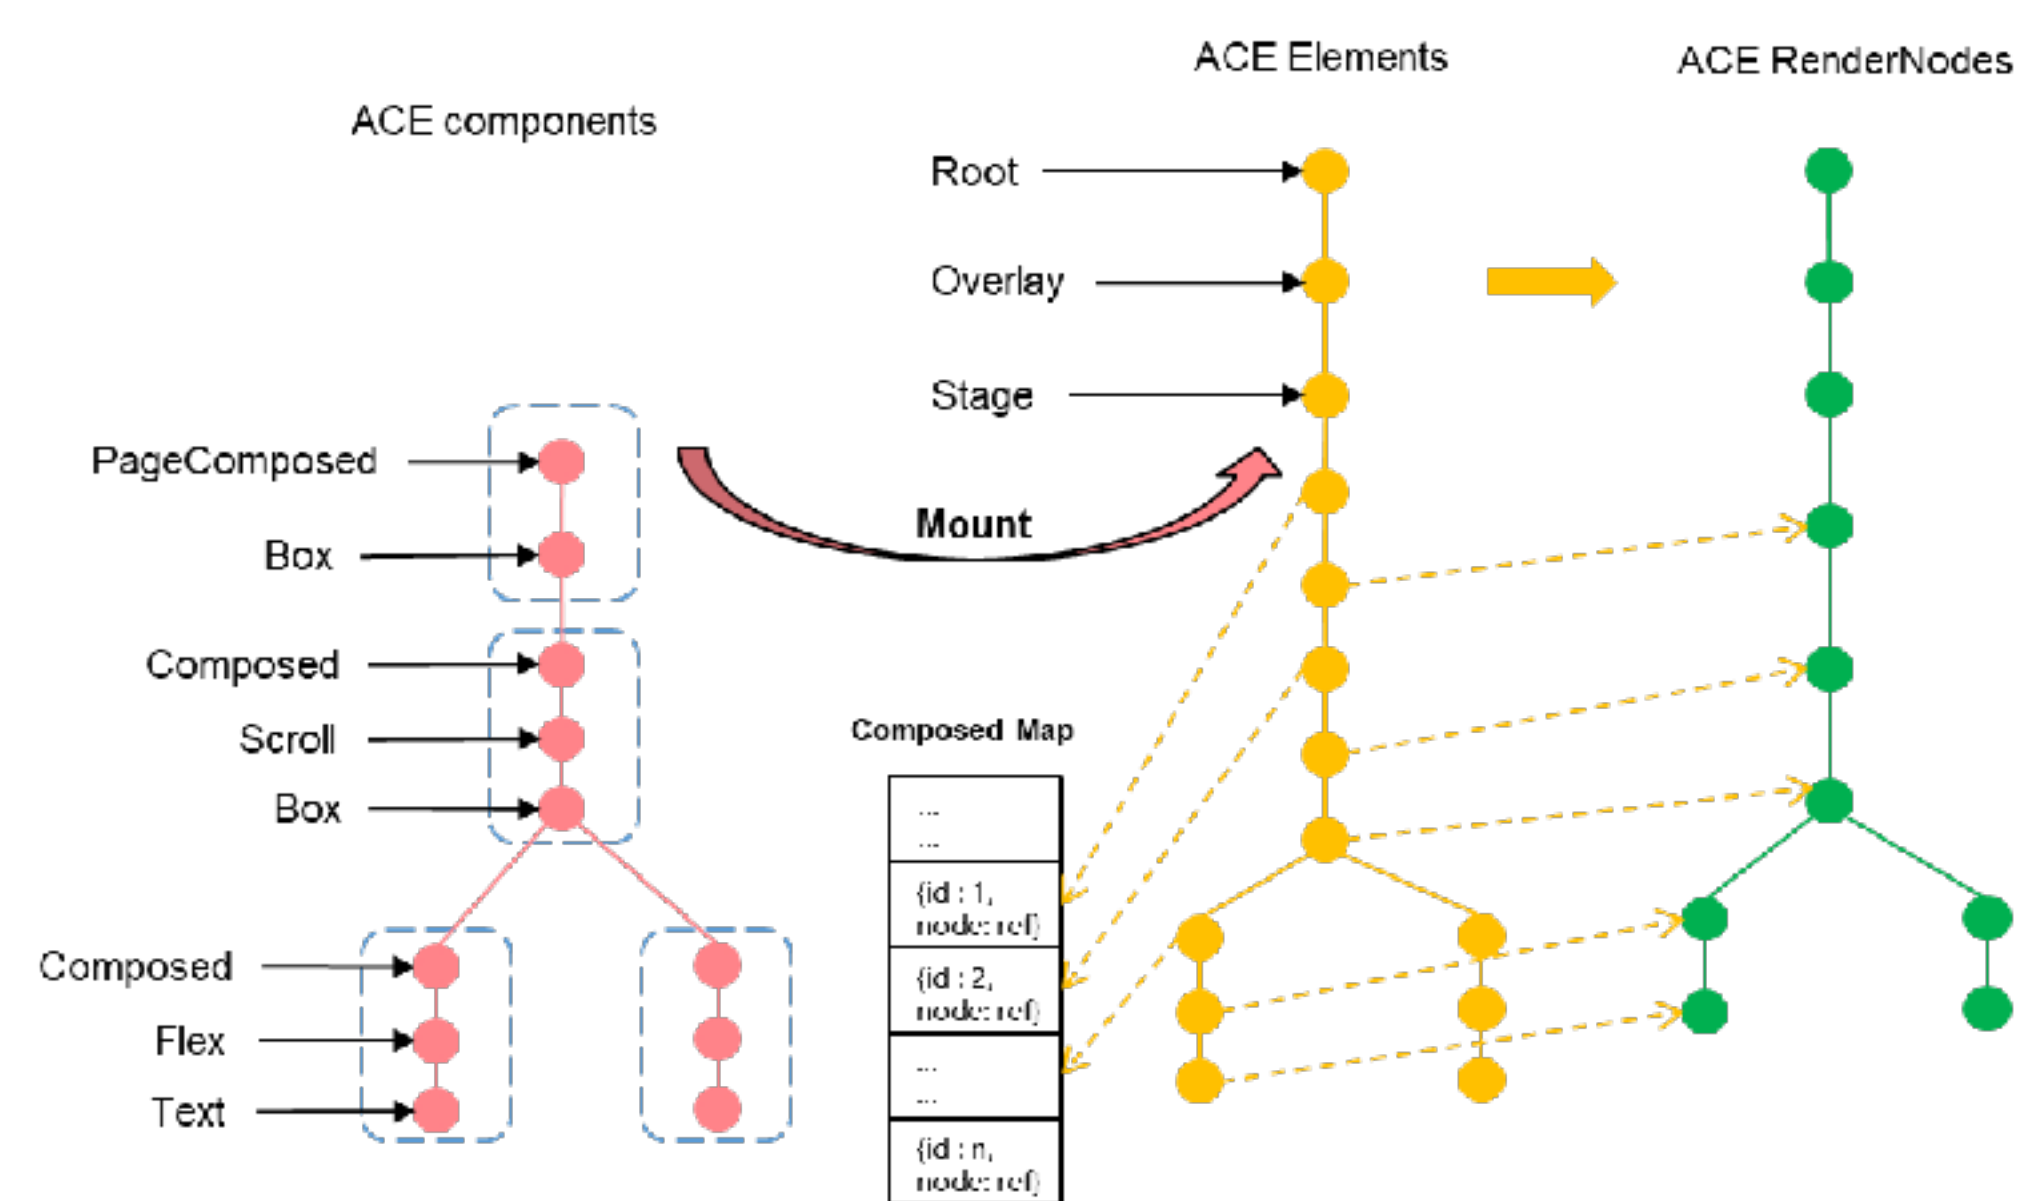 ACE Elements
ACE RenderNodes
ACE components
Root
Overlay
Stage
PageComposed
Mount
Box
Composed
Scroll
Composed Map
Box
...
...
{id : 1,
node: ref}
Composed
{id : 2,
node: ref}
Flex
...
...
Text
{id : n,
node: ref}